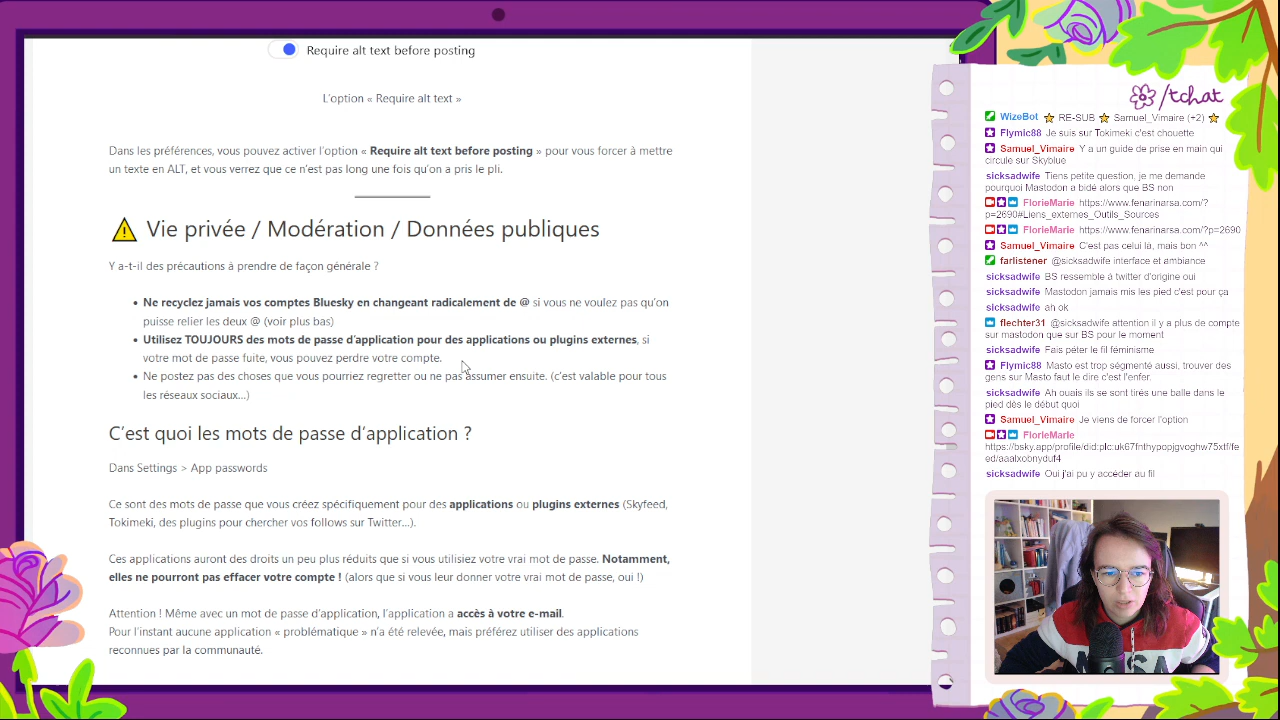 Require alt text before posting
L'option « Require alt text »
Dans les préférences, vous pouvez activer l'option « Require alt text before posting » pour vous forcer à mettre
un texte en ALT, et vous verrez que ce n'est pas long une fois qu'on a pris le pli.
Vie privée / Modération / Données publiques
Y a-t-il des précautions à prendre de façon générale ?
Ne recyclez jamais vos comptes Bluesky en changeant radicalement de @ si vous ne voulez pas qu'on
puisse relier les deux @ (voir plus bas)
Utilisez TOUJOURS des mots de passe d'application pour des applications ou plugins externes, si
votre mot de passe fuite, vous pouvez perdre votre compte.
Ne postez pas des choses que vous pourriez regretter ou ne pas assumer ensuite. (c'est valable pour tous
les réseaux sociaux...)
C'est quoi les mots de passe d'application ?
Dans Settings > App passwords
Ce sont des mots de passe que vous créez spécifiquement pour des applications ou plugins externes (Skyfeed,
Tokimeki, des plugins pour chercher vos follows sur Twitter...).
Ces applications auront des droits un peu plus réduits que si vous utilisiez votre vrai mot de passe. Notamment,
elles ne pourront pas effacer votre compte ! (alors que si vous leur donner votre vrai mot de passe, oui !)
Attention ! Même avec un mot de passe d'application, l'application a accès à votre e-mail.
Pour l'instant aucune application « problématique » n'a été relevée, mais préférez utiliser des applications
reconnues par la communauté.
/tchat
WizeBot RE-SUB Samuel_Vimaire (+2)
Flymic88 Je suis sur Tokimeki c'est chouette
Samuel_Vimaire Y a un guide de prise en main qui
circule sur Skyblue
sicksadwife Tiens petite question, je me demande
pourquoi Mastodon a bidé alors que BS non
FlorieMarie https://www.fenarinarsa.com/?
p=2690#Liens_externes_Outils_Sources
FlorieMarie https://www.fenarinarsa.com/?p=2690
Samuel_Vimaire C'est pas celui là, mais bon ^^
farlistener @sicksadwife interface et ambiance
sicksadwife BS ressemble à twitter d'origine oui
sicksadwife Mastodon jamais mis les pied c'est pour ça
sicksadwife ah ok
flechter31 @sicksadwife attention il y a plus de compte
sur mastodon que sur BS pour le moment
sicksadwife Fais péter le fil féminisme
Flymic88 Masto est trop ségmenté aussi, trouver des
gens sur Masto faut le dire c'est l'enfer.
sicksadwife Ah ouais ils se sont tirés une balle dans le
pied dès le début quoi
Samuel_Vimaire Je viens de forcer l'option
FlorieMarie
https://bsky.app/profile/did:plc:uk67fnthypopjgvoghw75xtf/fe
ed/aaalxobnyduf4
sicksadwife Oui j'ai pu y accéder au fil